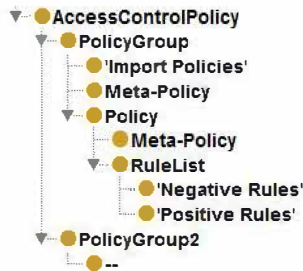 AccessControlPolicy
PolicyGroup
'Import Policies'
Meta-Policy
Policy
Meta-Policy
RuleList
'Negative Rules'
'Positive Rules'
PolicyGroup2
--